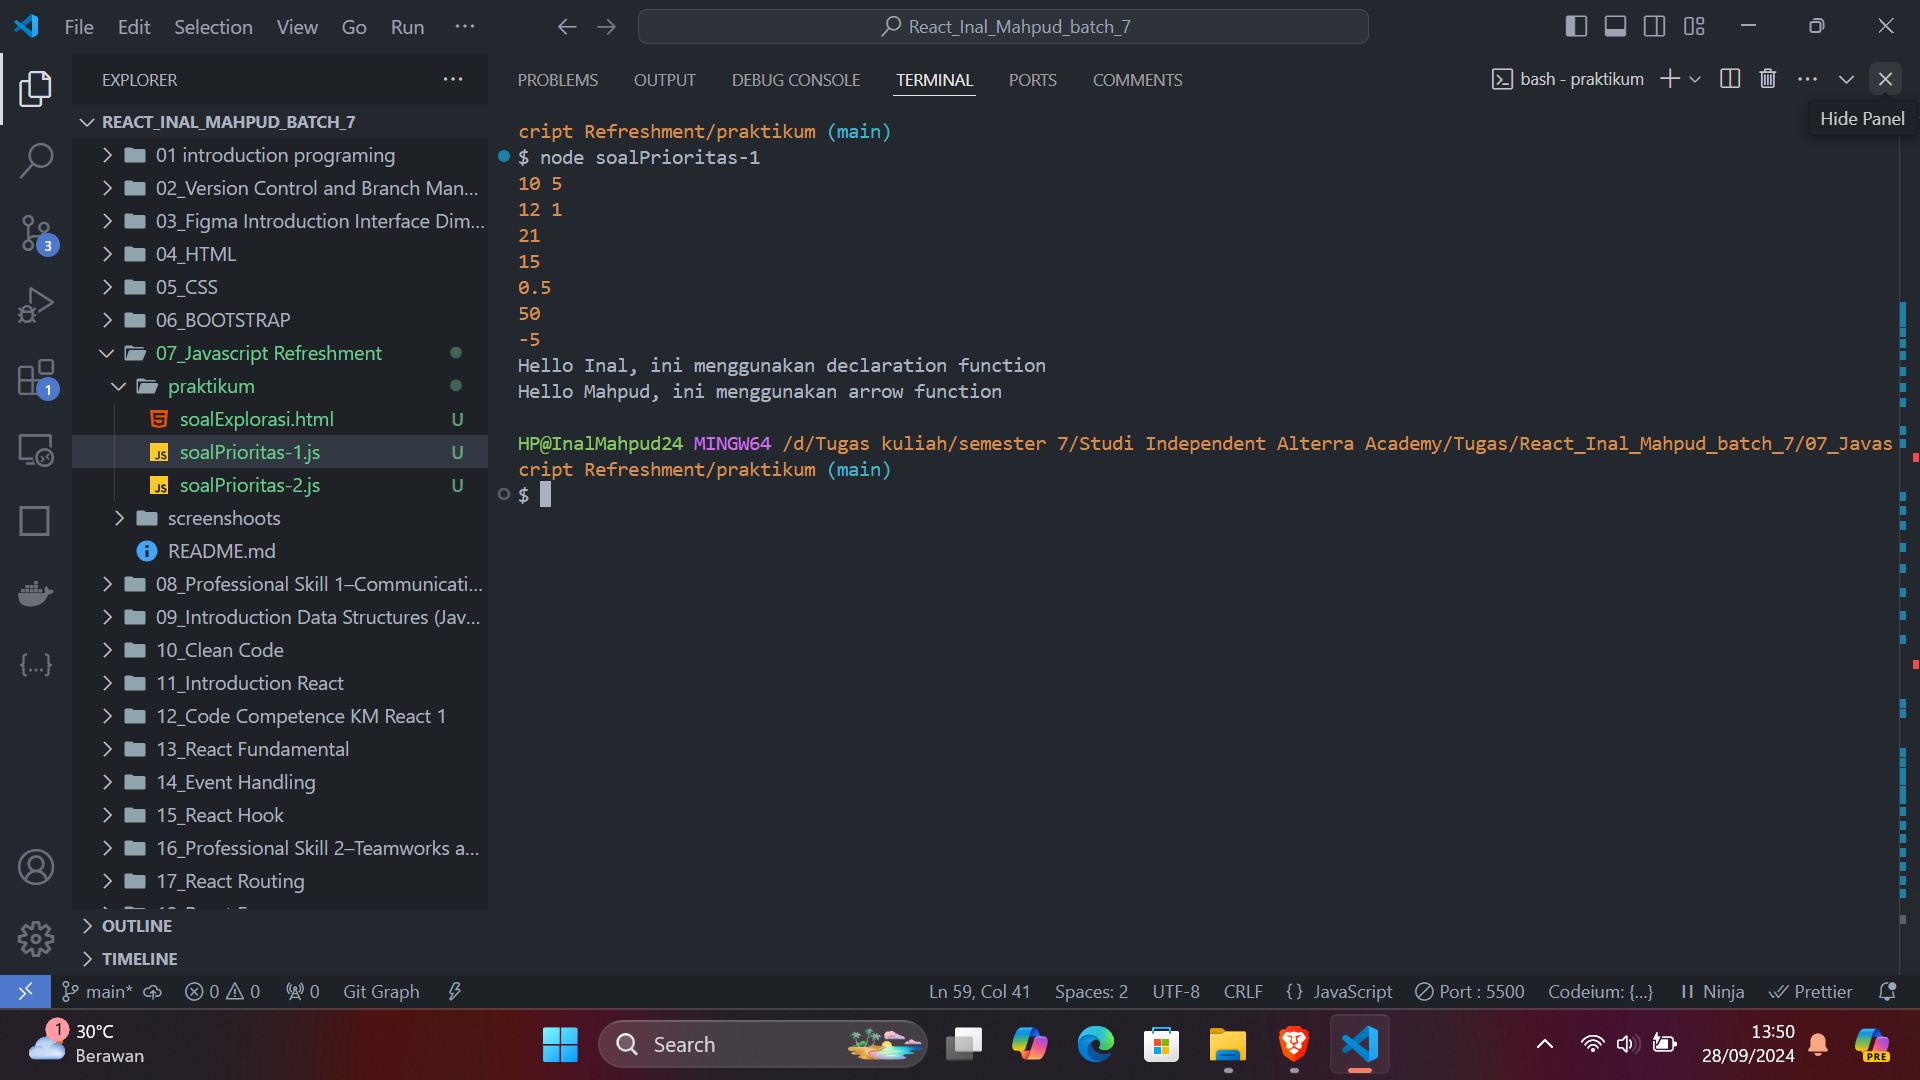 File Edit Selection View Go Run ···
React_Inal_Mahpud_batch_7
EXPLORER
REACT_INAL_MAHPUD_BATCH_7
01 introduction programing
02_Version Control and Branch Man...
03_Figma Introduction Interface Dim...
04_HTML
05_CSS
06_BOOTSTRAP
07_Javascript Refreshment
praktikum
soalExplorasi.html U
JS soalPrioritas-1.js U
JS soalPrioritas-2.js U
screenshoots
README.md
08_Professional Skill 1–Communicati...
09_Introduction Data Structures (Jav...
10_Clean Code
11_Introduction React
12_Code Competence KM React 1
13_React Fundamental
14_Event Handling
15_React Hook
16_Professional Skill 2–Teamworks a...
17_React Routing
OUTLINE
TIMELINE
3
1
PROBLEMS OUTPUT DEBUG CONSOLE TERMINAL PORTS COMMENTS
bash - praktikum
Hide Panel
cript Refreshment/praktikum (main)
$ node soalPrioritas-1
10 5
12 1
21
15
0.5
50
-5
Hello Inal, ini menggunakan declaration function
Hello Mahpud, ini menggunakan arrow function
HP@InalMahpud24 MINGW64 /d/Tugas kuliah/semester 7/Studi Independent Alterra Academy/Tugas/React_Inal_Mahpud_batch_7/07_Javas
cript Refreshment/praktikum (main)
$
main* 0 0 0 Git Graph
Ln 59, Col 41 Spaces: 2 UTF-8 CRLF {} JavaScript Port : 5500 Codeium: {...} Ninja Prettier
1
30°C
Berawan
Search
13:50
28/09/2024
PRE